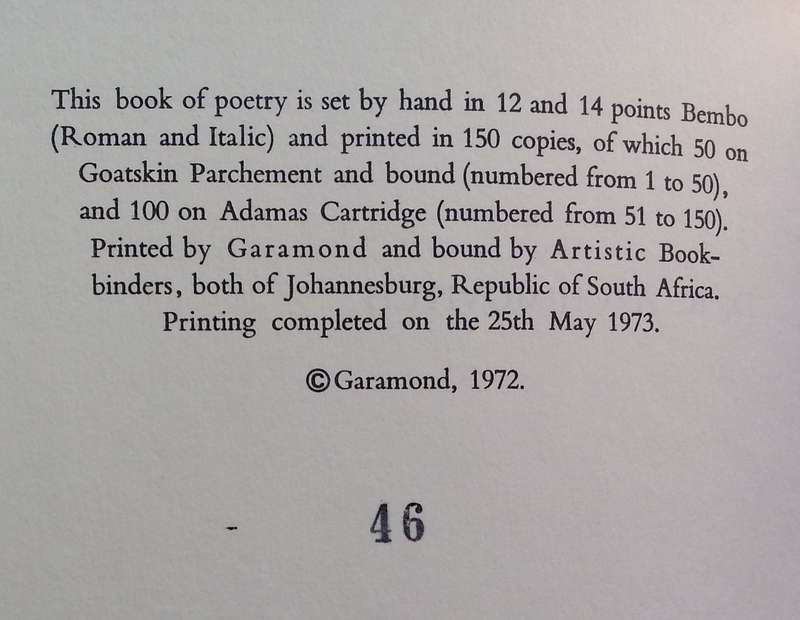 This book of poetry is set by hand in 12 and 14 points Bembo
(Roman and Italic) and printed in 150 copies, of which 50 on
Goatskin Parchement and bound (numbered from 1 to 50),
and 100 on Adamas Cartridge (numbered from 51 to 150).
Printed by Garamond and bound by Artistic Book-
binders, both of Johannesburg, Republic of South Africa.
Printing completed on the 25th May 1973.
©Garamond, 1972.
- 46